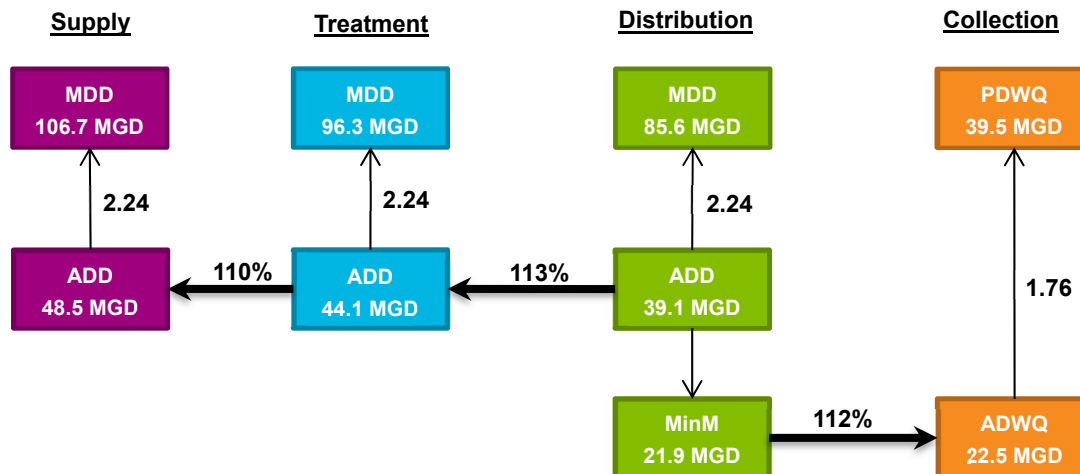 Supply
Treatment
Distribution
Collection
MDD
106.7 MGD
MDD
96.3 MGD
MDD
85.6 MGD
PDWQ
39.5 MGD
2.24
2.24
2.24
1.76
ADD
48.5 MGD
110%
ADD
44.1 MGD
113%
ADD
39.1 MGD
MinM
21.9 MGD
112%
ADWQ
22.5 MGD